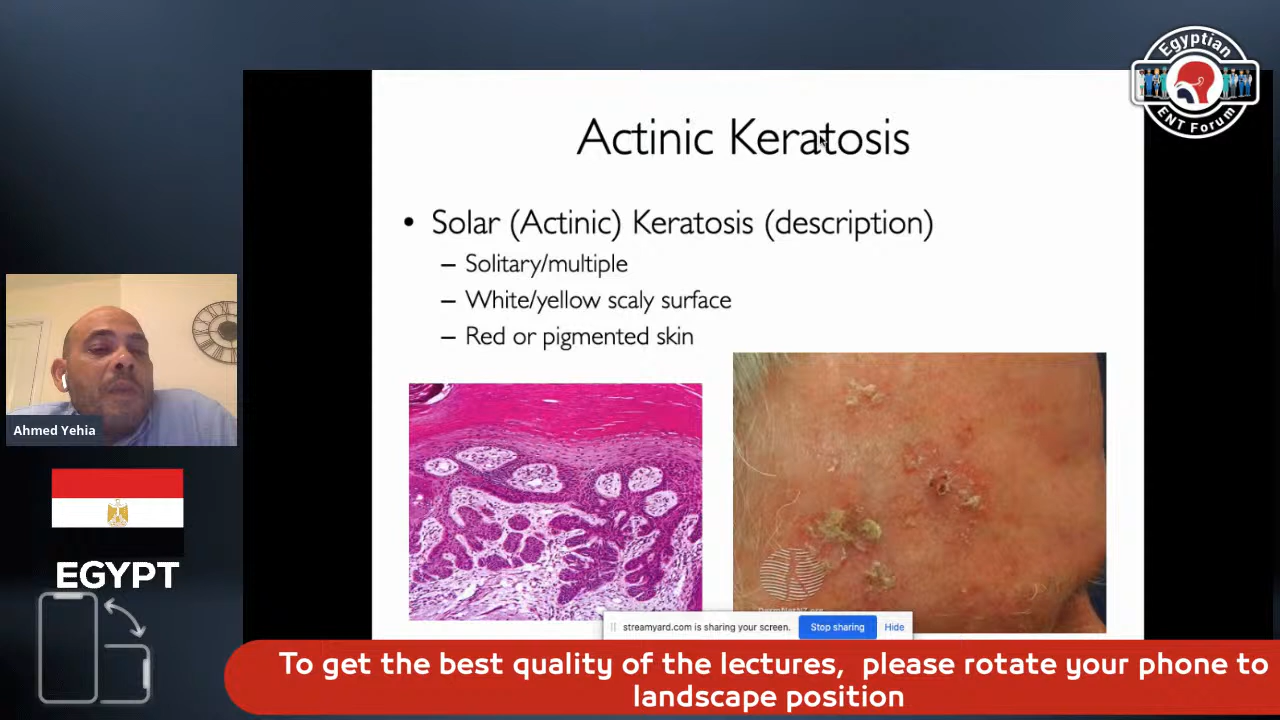 Egyptian
ENT Forum
Actinic Keratosis
• Solar (Actinic) Keratosis (description)
– Solitary/multiple
– White/yellow scaly surface
– Red or pigmented skin
Ahmed Yehia
EGYPT
streamyard.com is sharing your screen.
Stop sharing
Hide
To get the best quality of the lectures, please rotate your phone to
landscape position